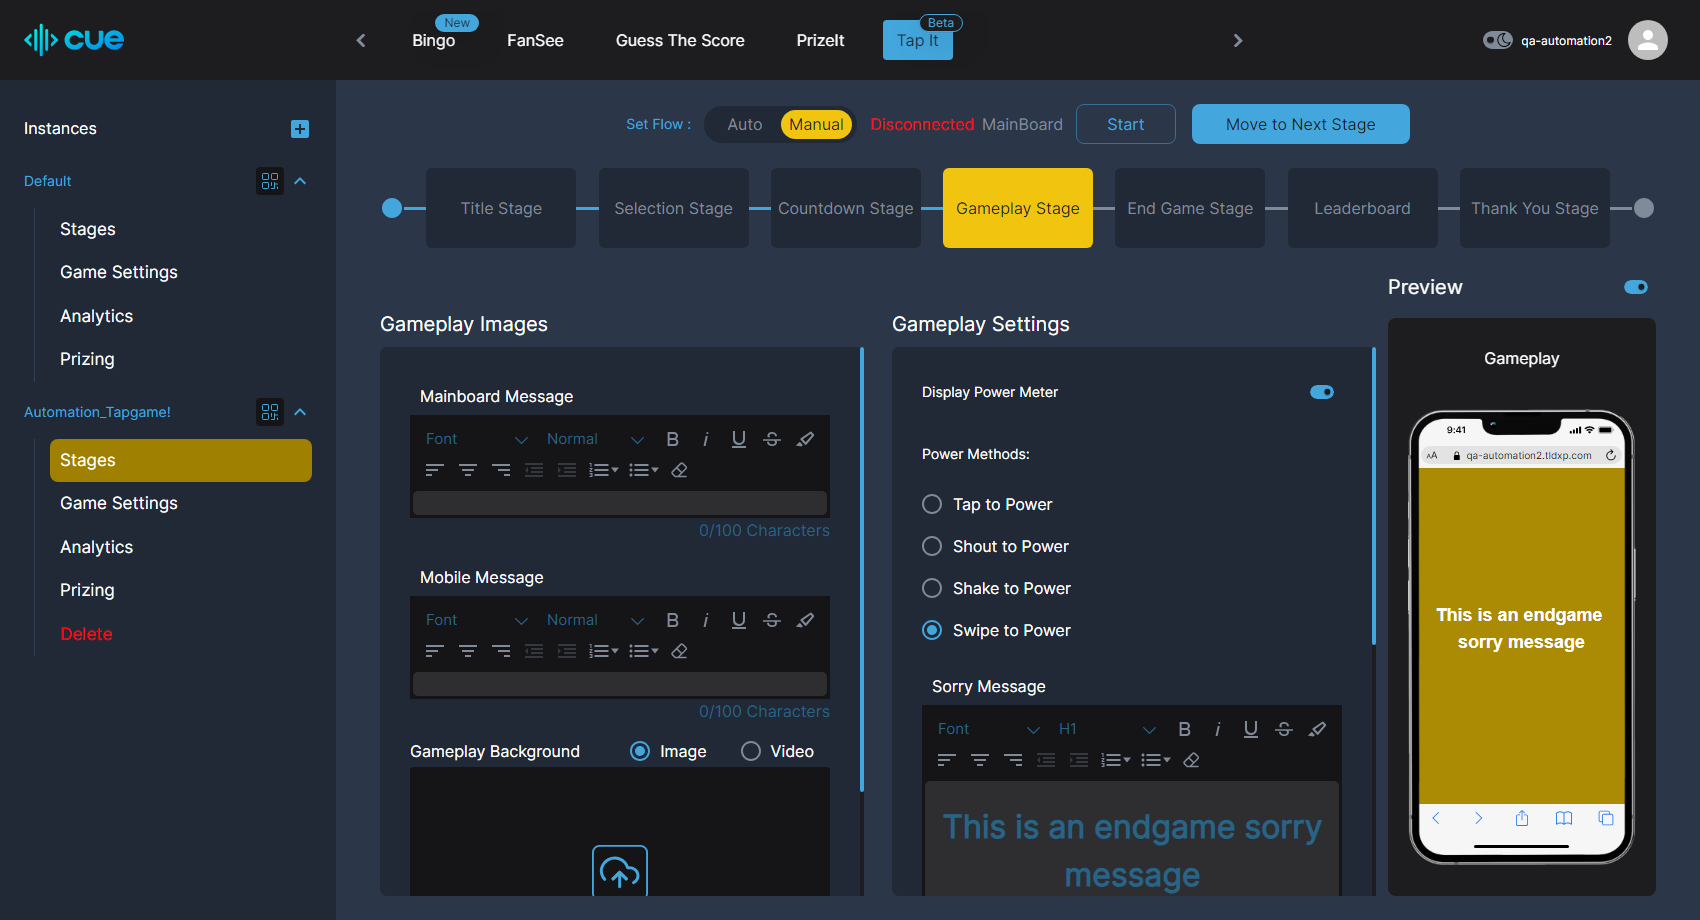 cue
New
Bingo
FanSee
Guess The Score
PrizeIt
Beta
Tap It
qa-automation2
Instances
Default
Stages
Game Settings
Analytics
Prizing
Automation_Tapgame!
Stages
Game Settings
Analytics
Prizing
Delete
Set Flow :
Auto
Manual
Disconnected MainBoard
Start
Move to Next Stage
Title Stage
Selection Stage
Countdown Stage
Gameplay Stage
End Game Stage
Leaderboard
Thank You Stage
Gameplay Images
Mainboard Message
Font
Normal
B i U S
0/100 Characters
Mobile Message
Font
Normal
B i U S
0/100 Characters
Gameplay Background
Image
Video
Gameplay Settings
Display Power Meter
Power Methods:
Tap to Power
Shout to Power
Shake to Power
Swipe to Power
Sorry Message
Font
H1
B i U S
This is an endgame sorry
message
Preview
Gameplay
9:41
AA
qa-automation2.tldxp.com
This is an endgame
sorry message